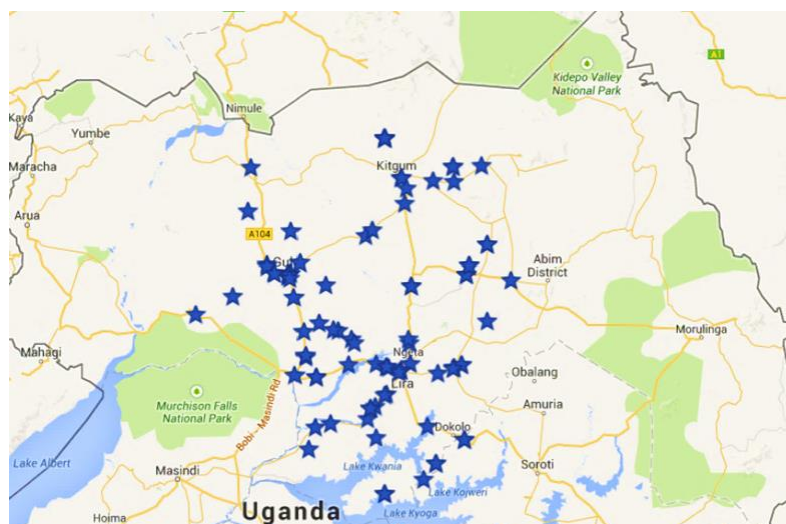 A1
Kidepo Valley
National Park
Nimule
Kaya
Yumbe
Maracha
Kitgum
Arua
A104
Gulu
Abim
District
Morulinga
Mahagi
Ngeta
Obalang
Lira
Murchison Falls
National Park
Bobi - Masindi Rd
Amuria
Dokolo
Lake Albert
Masindi
Lake Kwania
Soroti
Lake Kojweri
Hoima
Uganda
Lake Kyoga